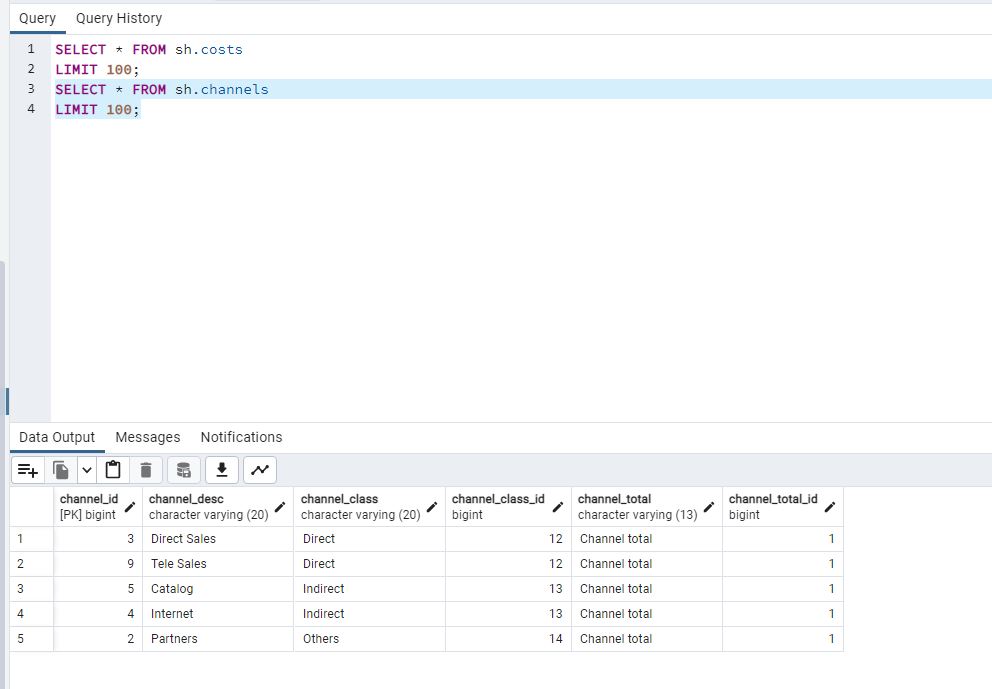 Query Query History
1 SELECT * FROM sh.costs
2 LIMIT 100;
3 SELECT * FROM sh.channels
4 LIMIT 100;
Data Output Messages Notifications
channel_id channel_desc channel_class channel_class_id channel_total channel_total_id
[PK] bigint character varying (20) character varying (20) bigint character varying (13) bigint
1 3 Direct Sales Direct 12 Channel total 1
2 9 Tele Sales Direct 12 Channel total 1
3 5 Catalog Indirect 13 Channel total 1
4 4 Internet Indirect 13 Channel total 1
5 2 Partners Others 14 Channel total 1